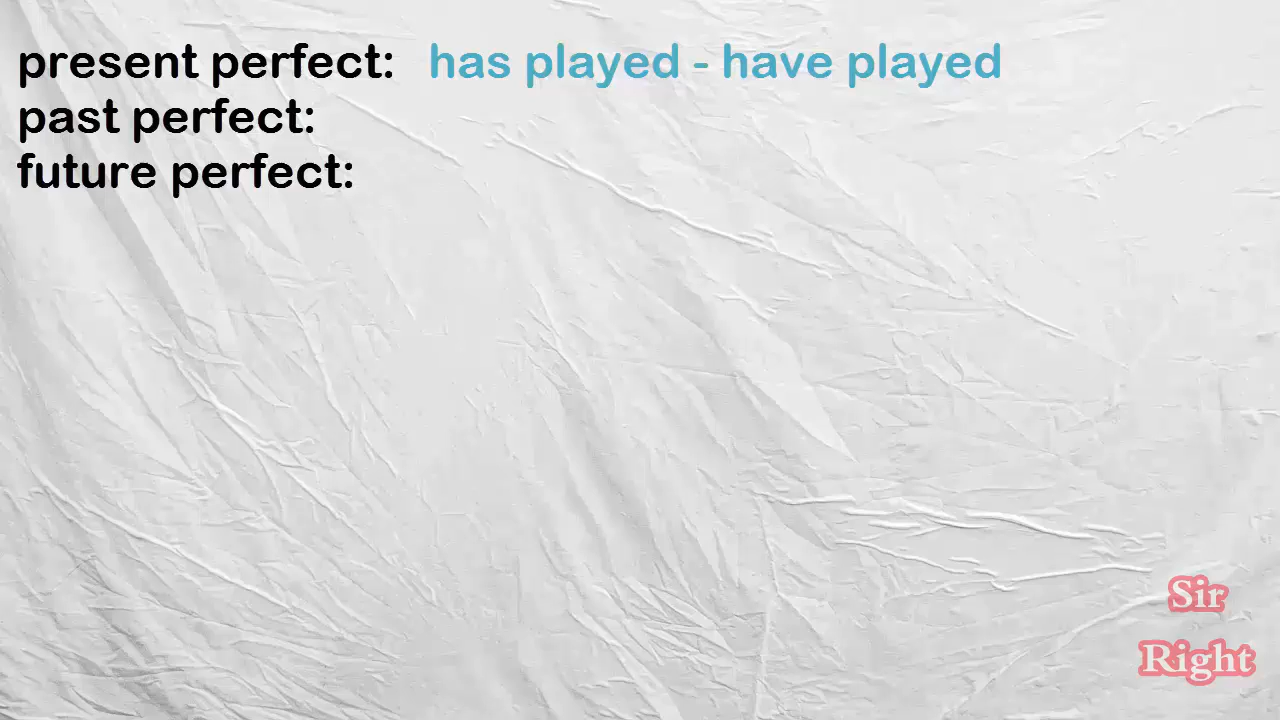 present perfect: has played - have played
past perfect:
future perfect:
Sir
Right